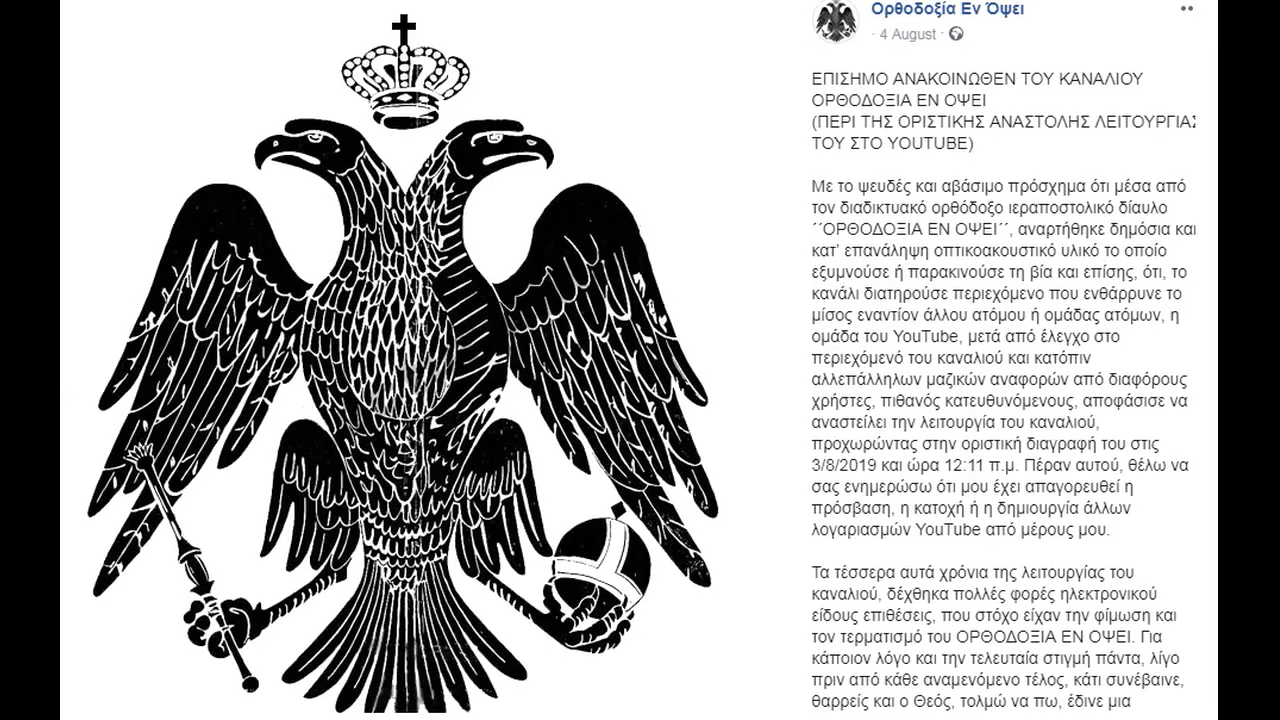 Ορθοδοξία Εν Όψει
· 4 August ·
ΕΠΙΣΗΜΟ ΑΝΑΚΟΙΝΩΘΕΝ ΤΟΥ ΚΑΝΑΛΙΟΥ
ΟΡΘΟΔΟΞΙΑ ΕΝ ΟΨΕΙ
(ΠΕΡΙ ΤΗΣ ΟΡΙΣΤΙΚΗΣ ΑΝΑΣΤΟΛΗΣ ΛΕΙΤΟΥΡΓΙΑΣ
ΤΟΥ ΣΤΟ YOUTUBE)
Με το ψευδές και αβάσιμο πρόσχημα ότι μέσα από
τον διαδικτυακό ορθόδοξο ιεραποστολικό δίαυλο
´´ΟΡΘΟΔΟΞΙΑ ΕΝ ΟΨΕΙ´´, αναρτήθηκε δημόσια και
κατ’ επανάληψη οπτικοακουστικό υλικό το οποίο
εξυμνούσε ή παρακινούσε τη βία και επίσης, ότι, το
κανάλι διατηρούσε περιεχόμενο που ενθάρρυνε το
μίσος εναντίον άλλου ατόμου ή ομάδας ατόμων, η
ομάδα του YouTube, μετά από έλεγχο στο
περιεχόμενό του καναλιού και κατόπιν
αλλεπάλληλων μαζικών αναφορών από διαφόρους
χρήστες, πιθανός κατευθυνόμενους, αποφάσισε να
αναστείλει την λειτουργία του καναλιού,
προχωρώντας στην οριστική διαγραφή του στις
3/8/2019 και ώρα 12:11 π.μ. Πέραν αυτού, θέλω να
σας ενημερώσω ότι μου έχει απαγορευθεί η
πρόσβαση, η κατοχή ή η δημιουργία άλλων
λογαριασμών YouTube από μέρους μου.
Τα τέσσερα αυτά χρόνια της λειτουργίας του
καναλιού, δέχθηκα πολλές φορές ηλεκτρονικού
είδους επιθέσεις, που στόχο είχαν την φίμωση και
τον τερματισμό του ΟΡΘΟΔΟΞΙΑ ΕΝ ΟΨΕΙ. Για
κάποιον λόγο και την τελευταία στιγμή πάντα, λίγο
πριν από κάθε αναμενόμενο τέλος, κάτι συνέβαινε,
θαρρείς και ο Θεός, τολμώ να πω, έδινε μια